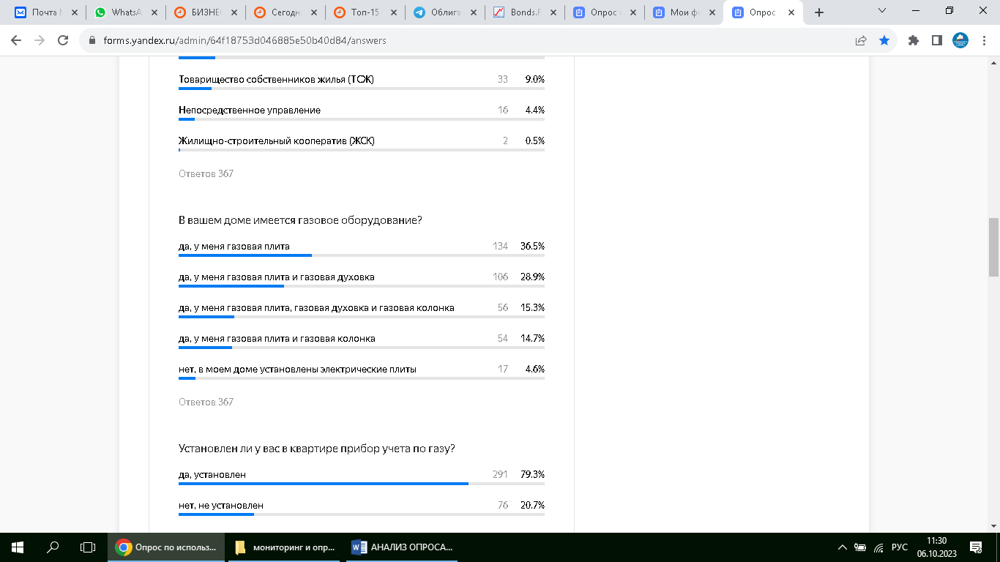 Почта
WhatsA
БИЗНЕ
Сегодн
Топ-15
Облига
Bonds.F
Опрос
Мои ф
Опрос
forms.yandex.ru/admin/64f18753d046885e50b40d84/answers
Товарищество собственников жилья (ТСЖ) 33 9.0%
Непосредственное управление 16 4.4%
Жилищно-строительный кооператив (ЖСК) 2 0.5%
Ответов 367
В вашем доме имеется газовое оборудование?
да, у меня газовая плита 134 36.5%
да, у меня газовая плита и газовая духовка 106 28.9%
да, у меня газовая плита, газовая духовка и газовая колонка 56 15.3%
да, у меня газовая плита и газовая колонка 54 14.7%
нет, в моем доме установлены электрические плиты 17 4.6%
Ответов 367
Установлен ли у вас в квартире прибор учета по газу?
да, установлен 291 79.3%
нет, не установлен 76 20.7%
Опрос по использ...
мониторинг и опр...
АНАЛИЗ ОПРОСА...
РУС
11:30
06.10.2023